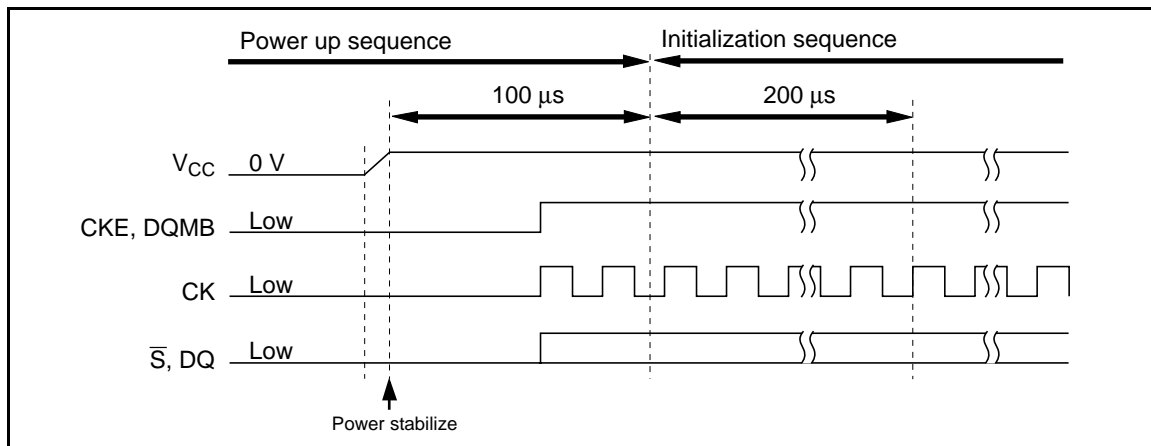 Power up sequence
Initialization sequence
100 µs
200 µs
VCC 0 V
CKE, DQMB Low
CK Low
S̅, DQ Low
Power stabilize